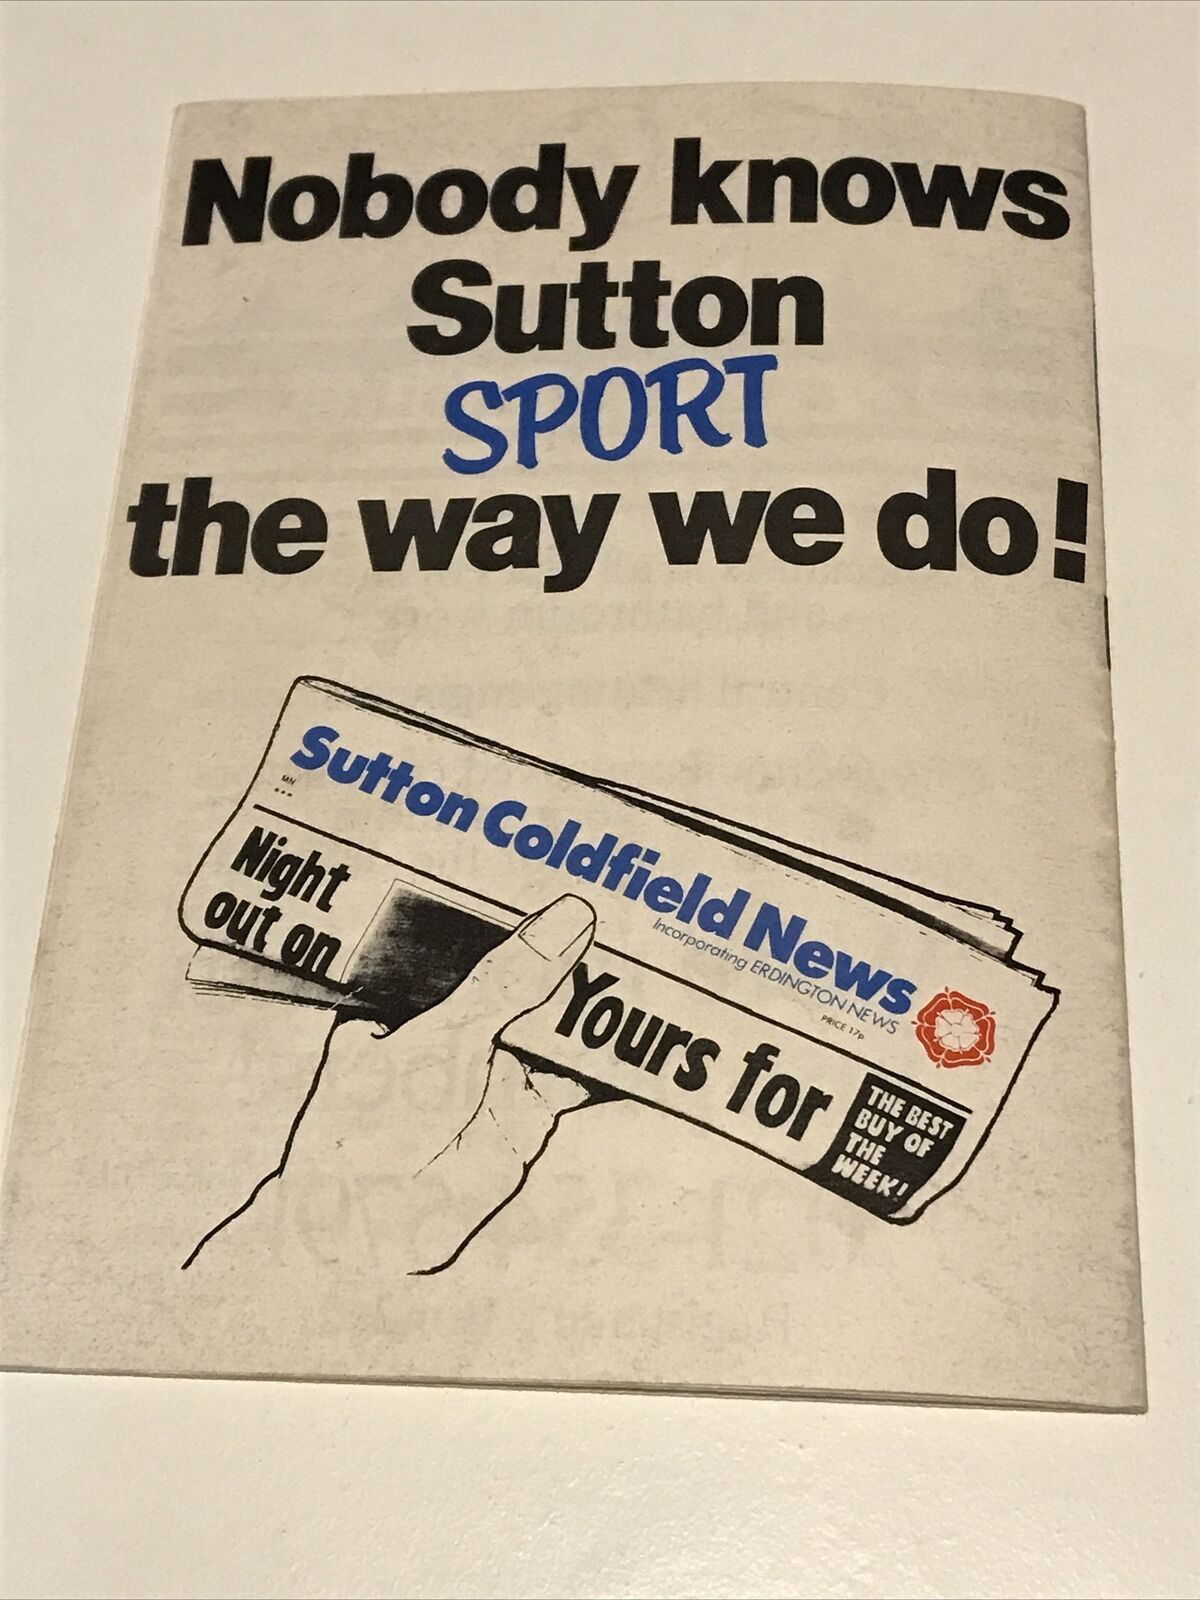 Nobody knows
Sutton
SPORT
the way we do!
Sutton Coldfield News
MN
Incorporating ERDINGTON NEWS
PRICE 17p
Night
out on
Yours for
THE BEST
BUY OF
THE
WEEK!